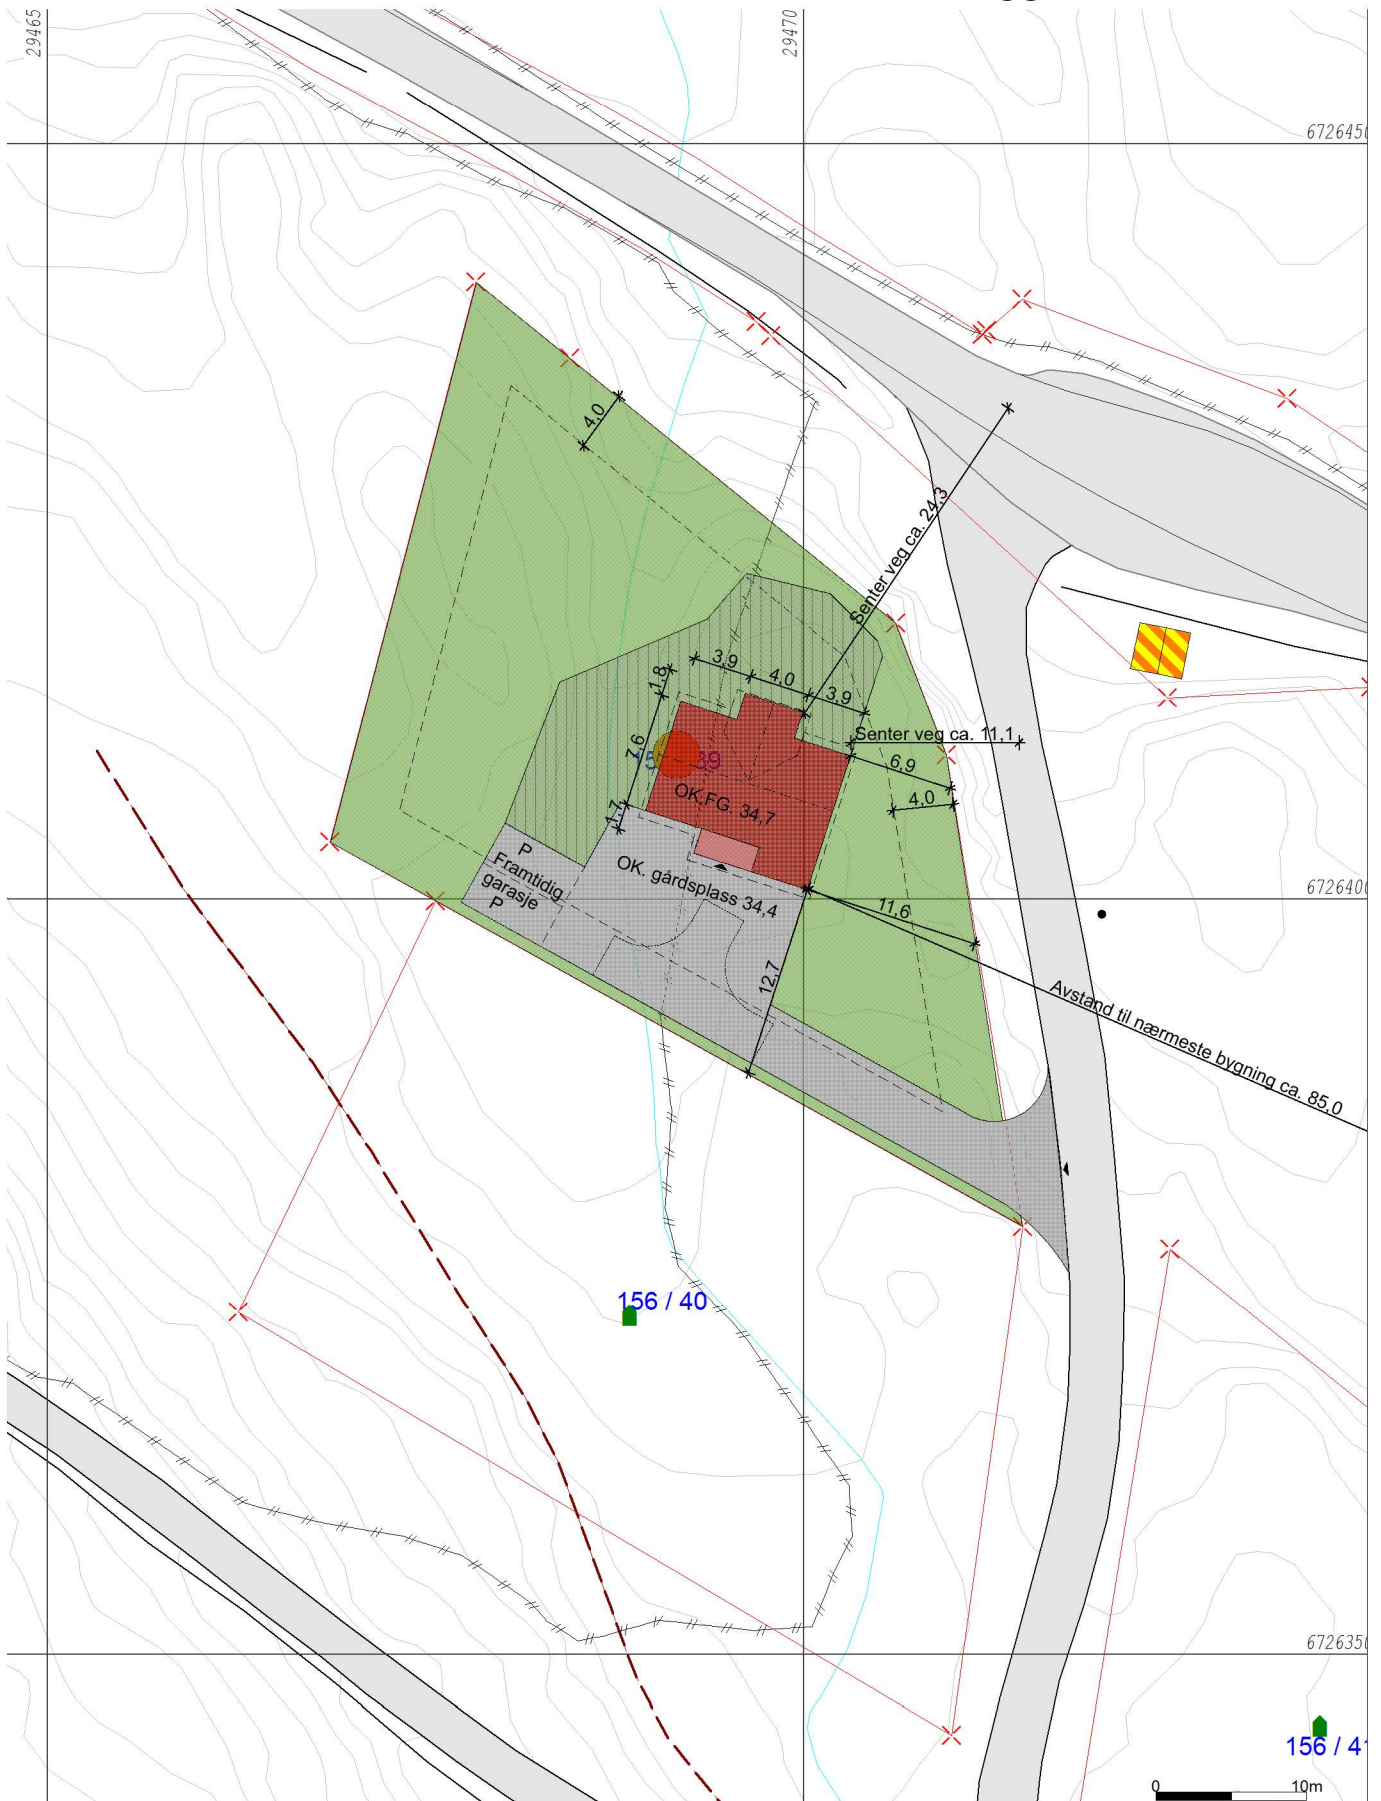 29465
29470
6726450
4,0
Senter veg ca. 24,3
1,8
3,9
4,0
3,9
Senter veg ca. 11,1
7,6
6,9
4,0
OK.FG. 34,7
1,7
P
Framtidig
garasje
P
OK. gårdsplass 34,4
6726400
11,6
12,7
Avstand til nærmeste bygning ca. 85,0
156 / 40
6726350
156 / 41
0 10m